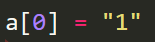 a[0] = "1"